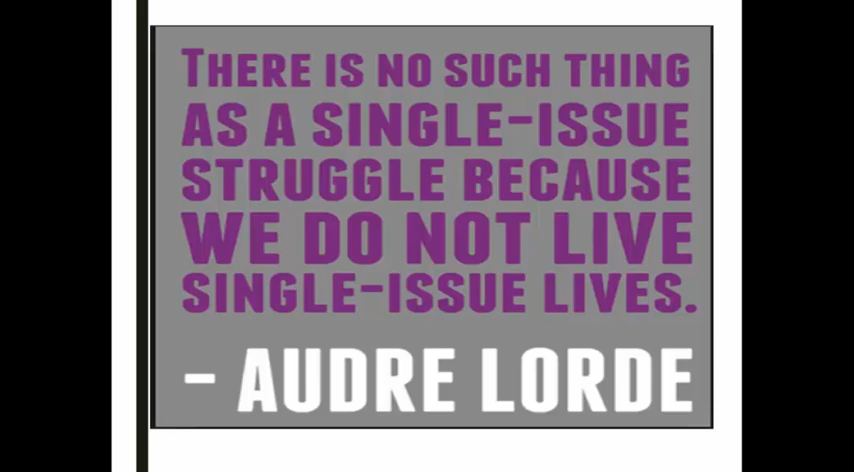 THERE IS NO SUCH THING
AS A SINGLE-ISSUE
STRUGGLE BECAUSE
WE DO NOT LIVE
SINGLE-ISSUE LIVES.
- AUDRE LORDE